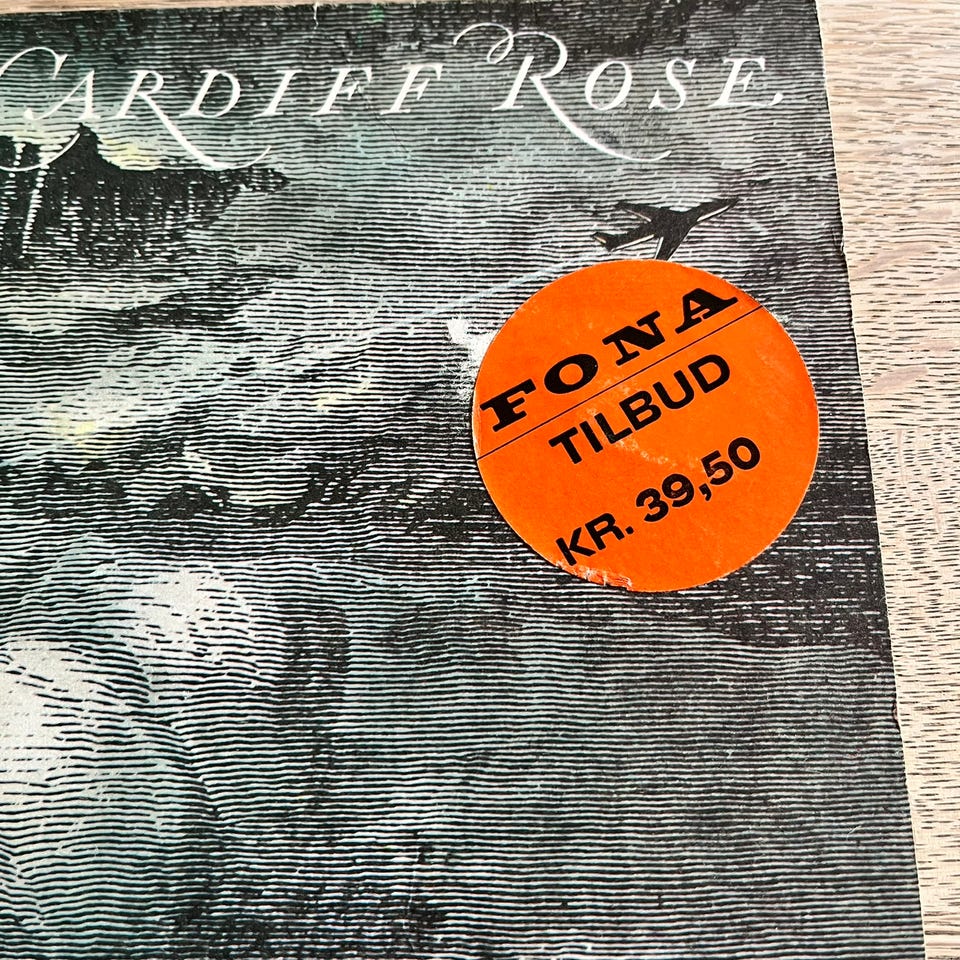 CARDIFF ROSE
FONA
TILBUD
KR. 39,50